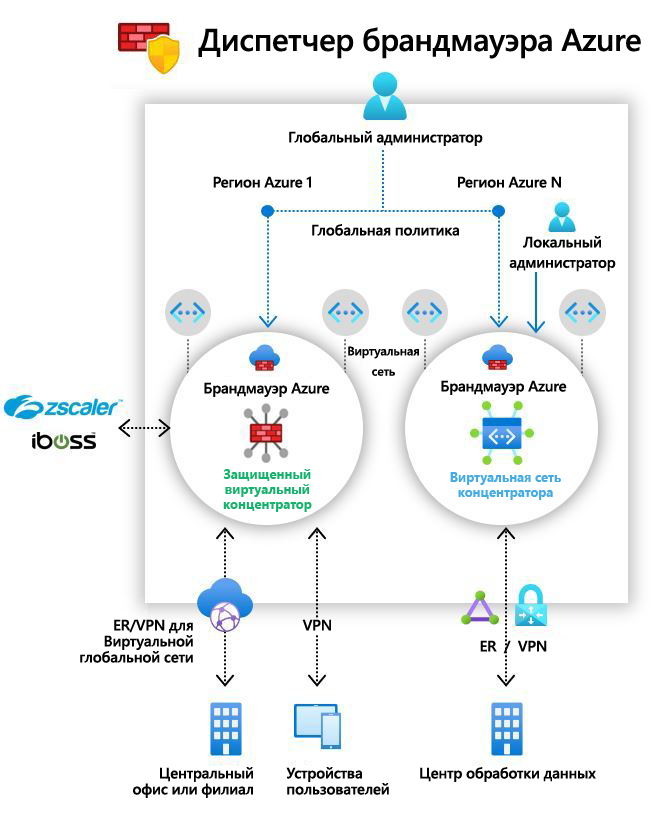 Диспетчер брандмауэра Azure
Глобальный администратор
Регион Azure 1
Регион Azure N
Глобальная политика
Локальный
администратор
Виртуальная
сеть
Брандмауэр Azure
Защищенный
виртуальный
концентратор
Брандмауэр Azure
Виртуальная сеть
концентратора
zscaler™
iboss™
ER/VPN для
Виртуальной
глобальной сети
VPN
ER / VPN
Центральный
офис или филиал
Устройства
пользователей
Центр обработки данных